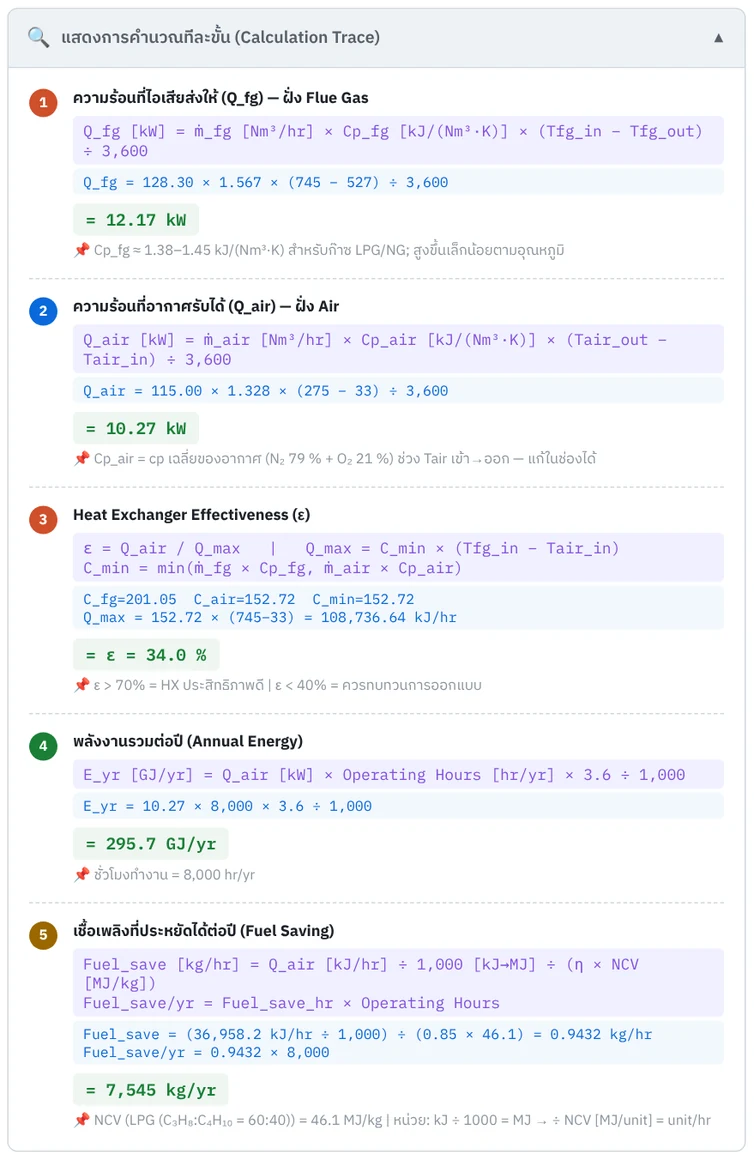 🔍 แสดงการคำนวณทีละขั้น (Calculation Trace) ▲
1 ความร้อนที่ไอเสียส่งให้ (Q_fg) — ฝั่ง Flue Gas
Q_fg [kW] = ṁ_fg [Nm³/hr] × Cp_fg [kJ/(Nm³·K)] × (Tfg_in − Tfg_out)
÷ 3,600
Q_fg = 128.30 × 1.567 × (745 − 527) ÷ 3,600
= 12.17 kW
📌 Cp_fg ≈ 1.38–1.45 kJ/(Nm³·K) สำหรับก๊าซ LPG/NG; สูงขึ้นเล็กน้อยตามอุณหภูมิ
2 ความร้อนที่อากาศรับได้ (Q_air) — ฝั่ง Air
Q_air [kW] = ṁ_air [Nm³/hr] × Cp_air [kJ/(Nm³·K)] × (Tair_out −
Tair_in) ÷ 3,600
Q_air = 115.00 × 1.328 × (275 − 33) ÷ 3,600
= 10.27 kW
📌 Cp_air = cp เฉลี่ยของอากาศ (N₂ 79 % + O₂ 21 %) ช่วง Tair เข้า→ออก — แก้ในช่องได้
3 Heat Exchanger Effectiveness (ε)
ε = Q_air / Q_max | Q_max = C_min × (Tfg_in − Tair_in)
C_min = min(ṁ_fg × Cp_fg, ṁ_air × Cp_air)
C_fg=201.05 C_air=152.72 C_min=152.72
Q_max = 152.72 × (745−33) = 108,736.64 kJ/hr
= ε = 34.0 %
📌 ε > 70% = HX ประสิทธิภาพดี | ε < 40% = ควรทบทวนการออกแบบ
4 พลังงานรวมต่อปี (Annual Energy)
E_yr [GJ/yr] = Q_air [kW] × Operating Hours [hr/yr] × 3.6 ÷ 1,000
E_yr = 10.27 × 8,000 × 3.6 ÷ 1,000
= 295.7 GJ/yr
📌 ชั่วโมงทำงาน = 8,000 hr/yr
5 เชื้อเพลิงที่ประหยัดได้ต่อปี (Fuel Saving)
Fuel_save [kg/hr] = Q_air [kJ/hr] ÷ 1,000 [kJ→MJ] ÷ (η × NCV
[MJ/kg])
Fuel_save/yr = Fuel_save_hr × Operating Hours
Fuel_save = (36,958.2 kJ/hr ÷ 1,000) ÷ (0.85 × 46.1) = 0.9432 kg/hr
Fuel_save/yr = 0.9432 × 8,000
= 7,545 kg/yr
📌 NCV (LPG (C₃H₈:C₄H₁₀ = 60:40)) = 46.1 MJ/kg | หน่วย: kJ ÷ 1000 = MJ → ÷ NCV [MJ/unit] = unit/hr